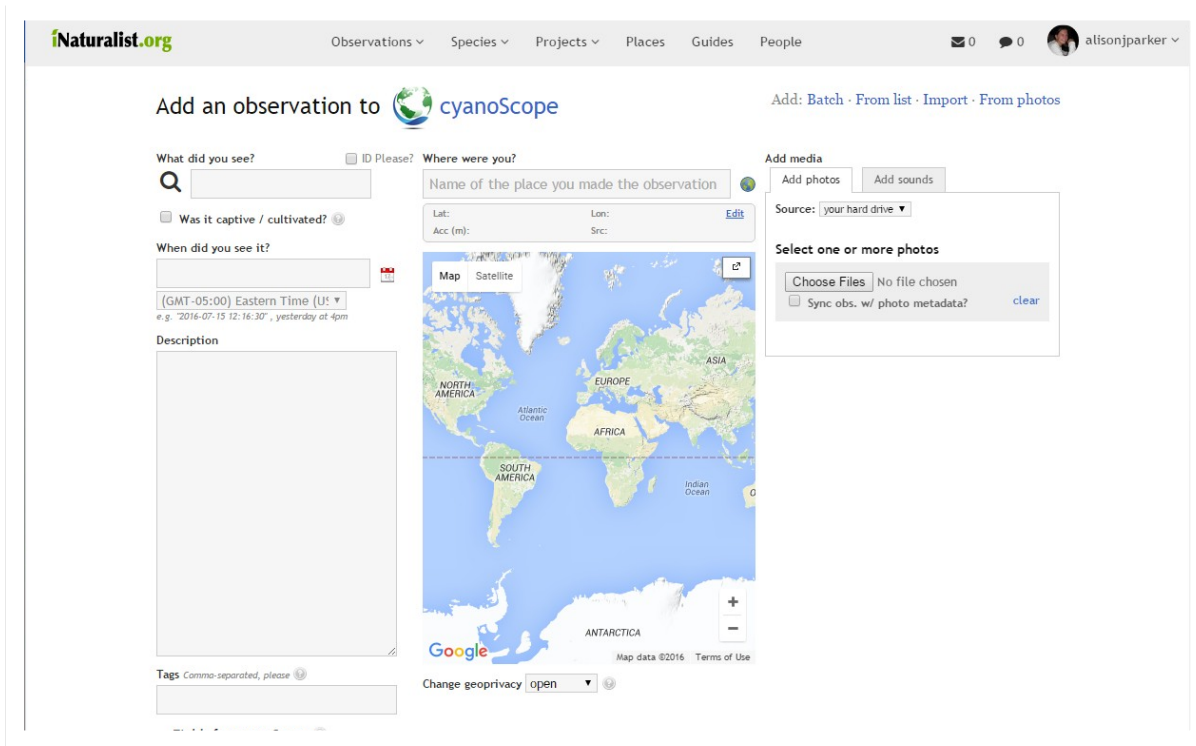 iNaturalist.org
Observations Species Projects Places Guides People
0 0 alisonjparker
Add an observation to cyanoScope
Add: Batch · From list · Import · From photos
What did you see? ID Please?
Was it captive / cultivated?
When did you see it?
(GMT-05:00) Eastern Time (US
e.g. "2016-07-15 12:16:30" , yesterday at 4pm
Description
Tags Comma-separated, please
Where were you?
Name of the place you made the observation
Lat: Lon: Edit
Acc (m): Src:
Map Satellite
ASIA
NORTH AMERICA
EUROPE
Atlantic Ocean
AFRICA
SOUTH AMERICA
Indian Ocean
ANTARCTICA
Google
Map data ©2016 Terms of Use
Change geoprivacy open
Add media
Add photos Add sounds
Source: your hard drive
Select one or more photos
Choose Files No file chosen
Sync obs. w/ photo metadata? clear